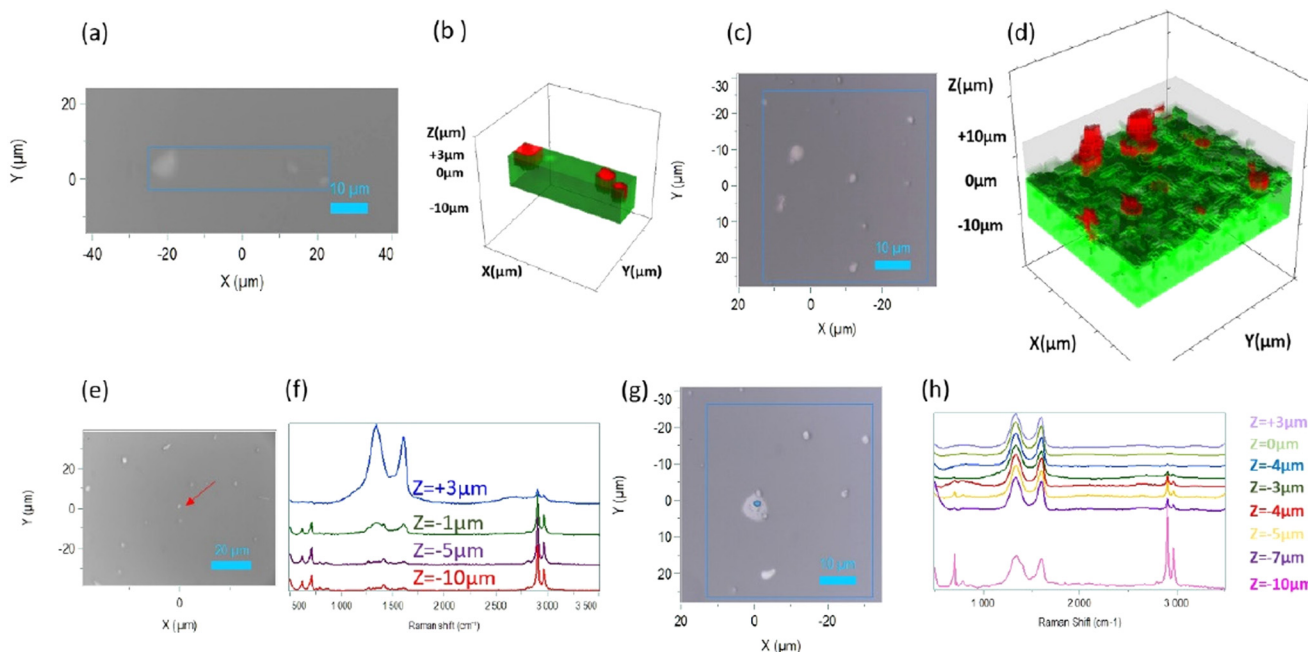 (a)
Y (µm)
20
0
-40
-20
0
20
40
X (µm)
10 µm
(b )
Z(µm)
+3µm
0µm
-10µm
X(µm)
Y(µm)
(c)
-30
-20
-10
0
10
20
Y (µm)
20
0
-20
X (µm)
10 µm
(d)
Z(µm)
+10µm
0µm
-10µm
X(µm)
Y(µm)
(e)
Y (µm)
20
0
-20
0
X (µm)
20 µm
(f)
Z=+3µm
Z=-1µm
Z=-5µm
Z=-10µm
500
1 000
1 500
2 000
2 500
3 000
3 500
Raman shift (cm⁻¹)
(g)
-30
-20
-10
0
10
20
Y (µm)
20
0
-20
X (µm)
10 µm
(h)
Z=+3µm
Z=0µm
Z=-4µm
Z=-3µm
Z=-4µm
Z=-5µm
Z=-7µm
Z=-10µm
1 000
2 000
3 000
Raman Shift (cm-1)